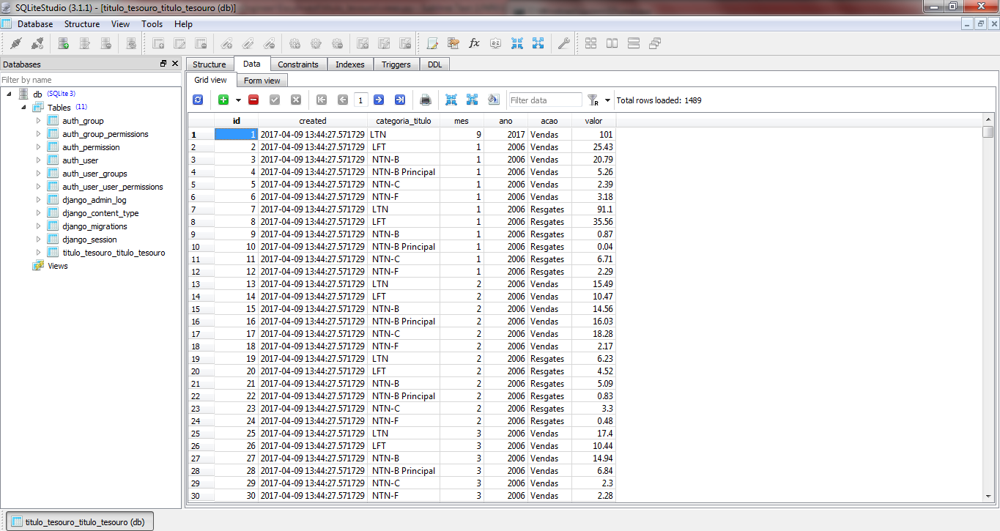 SQLiteStudio (3.1.1) - [titulo_tesouro_titulo_tesouro (db)]
Database Structure View Tools Help
Databases
Filter by name
db (SQLite 3)
Tables (11)
auth_group
auth_group_permissions
auth_permission
auth_user
auth_user_groups
auth_user_user_permissions
django_admin_log
django_content_type
django_migrations
django_session
titulo_tesouro_titulo_tesouro
Views
Structure Data Constraints Indexes Triggers DDL
Grid view Form view
1 Filter data Total rows loaded: 1489
id created categoria_titulo mes ano acao valor
1 1 2017-04-09 13:44:27.571729 LTN 9 2017 Vendas 101
2 2 2017-04-09 13:44:27.571729 LFT 1 2006 Vendas 25.43
3 3 2017-04-09 13:44:27.571729 NTN-B 1 2006 Vendas 20.79
4 4 2017-04-09 13:44:27.571729 NTN-B Principal 1 2006 Vendas 5.26
5 5 2017-04-09 13:44:27.571729 NTN-C 1 2006 Vendas 2.39
6 6 2017-04-09 13:44:27.571729 NTN-F 1 2006 Vendas 3.18
7 7 2017-04-09 13:44:27.571729 LTN 1 2006 Resgates 91.1
8 8 2017-04-09 13:44:27.571729 LFT 1 2006 Resgates 35.56
9 9 2017-04-09 13:44:27.571729 NTN-B 1 2006 Resgates 0.87
10 10 2017-04-09 13:44:27.571729 NTN-B Principal 1 2006 Resgates 0.04
11 11 2017-04-09 13:44:27.571729 NTN-C 1 2006 Resgates 6.71
12 12 2017-04-09 13:44:27.571729 NTN-F 1 2006 Resgates 2.29
13 13 2017-04-09 13:44:27.571729 LTN 2 2006 Vendas 15.49
14 14 2017-04-09 13:44:27.571729 LFT 2 2006 Vendas 10.47
15 15 2017-04-09 13:44:27.571729 NTN-B 2 2006 Vendas 14.56
16 16 2017-04-09 13:44:27.571729 NTN-B Principal 2 2006 Vendas 16.03
17 17 2017-04-09 13:44:27.571729 NTN-C 2 2006 Vendas 18.28
18 18 2017-04-09 13:44:27.571729 NTN-F 2 2006 Vendas 2.17
19 19 2017-04-09 13:44:27.571729 LTN 2 2006 Resgates 6.23
20 20 2017-04-09 13:44:27.571729 LFT 2 2006 Resgates 4.52
21 21 2017-04-09 13:44:27.571729 NTN-B 2 2006 Resgates 5.09
22 22 2017-04-09 13:44:27.571729 NTN-B Principal 2 2006 Resgates 0.83
23 23 2017-04-09 13:44:27.571729 NTN-C 2 2006 Resgates 3.3
24 24 2017-04-09 13:44:27.571729 NTN-F 2 2006 Resgates 0.48
25 25 2017-04-09 13:44:27.571729 LTN 3 2006 Vendas 17.4
26 26 2017-04-09 13:44:27.571729 LFT 3 2006 Vendas 10.44
27 27 2017-04-09 13:44:27.571729 NTN-B 3 2006 Vendas 14.94
28 28 2017-04-09 13:44:27.571729 NTN-B Principal 3 2006 Vendas 6.84
29 29 2017-04-09 13:44:27.571729 NTN-C 3 2006 Vendas 2.3
30 30 2017-04-09 13:44:27.571729 NTN-F 3 2006 Vendas 2.28
titulo_tesouro_titulo_tesouro (db)